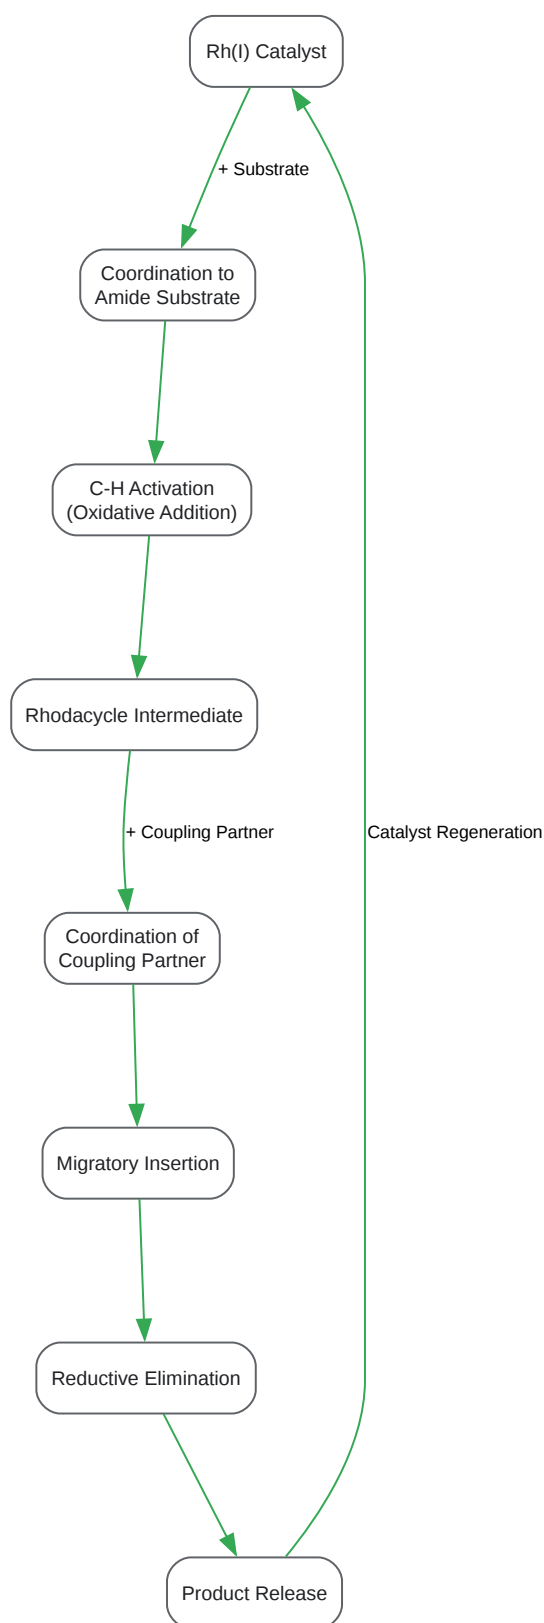 Rh(I) Catalyst
+ Substrate
Coordination to
Amide Substrate
C-H Activation
(Oxidative Addition)
Rhodacycle Intermediate
+ Coupling Partner
Catalyst Regeneration
Coordination of
Coupling Partner
Migratory Insertion
Reductive Elimination
Product Release